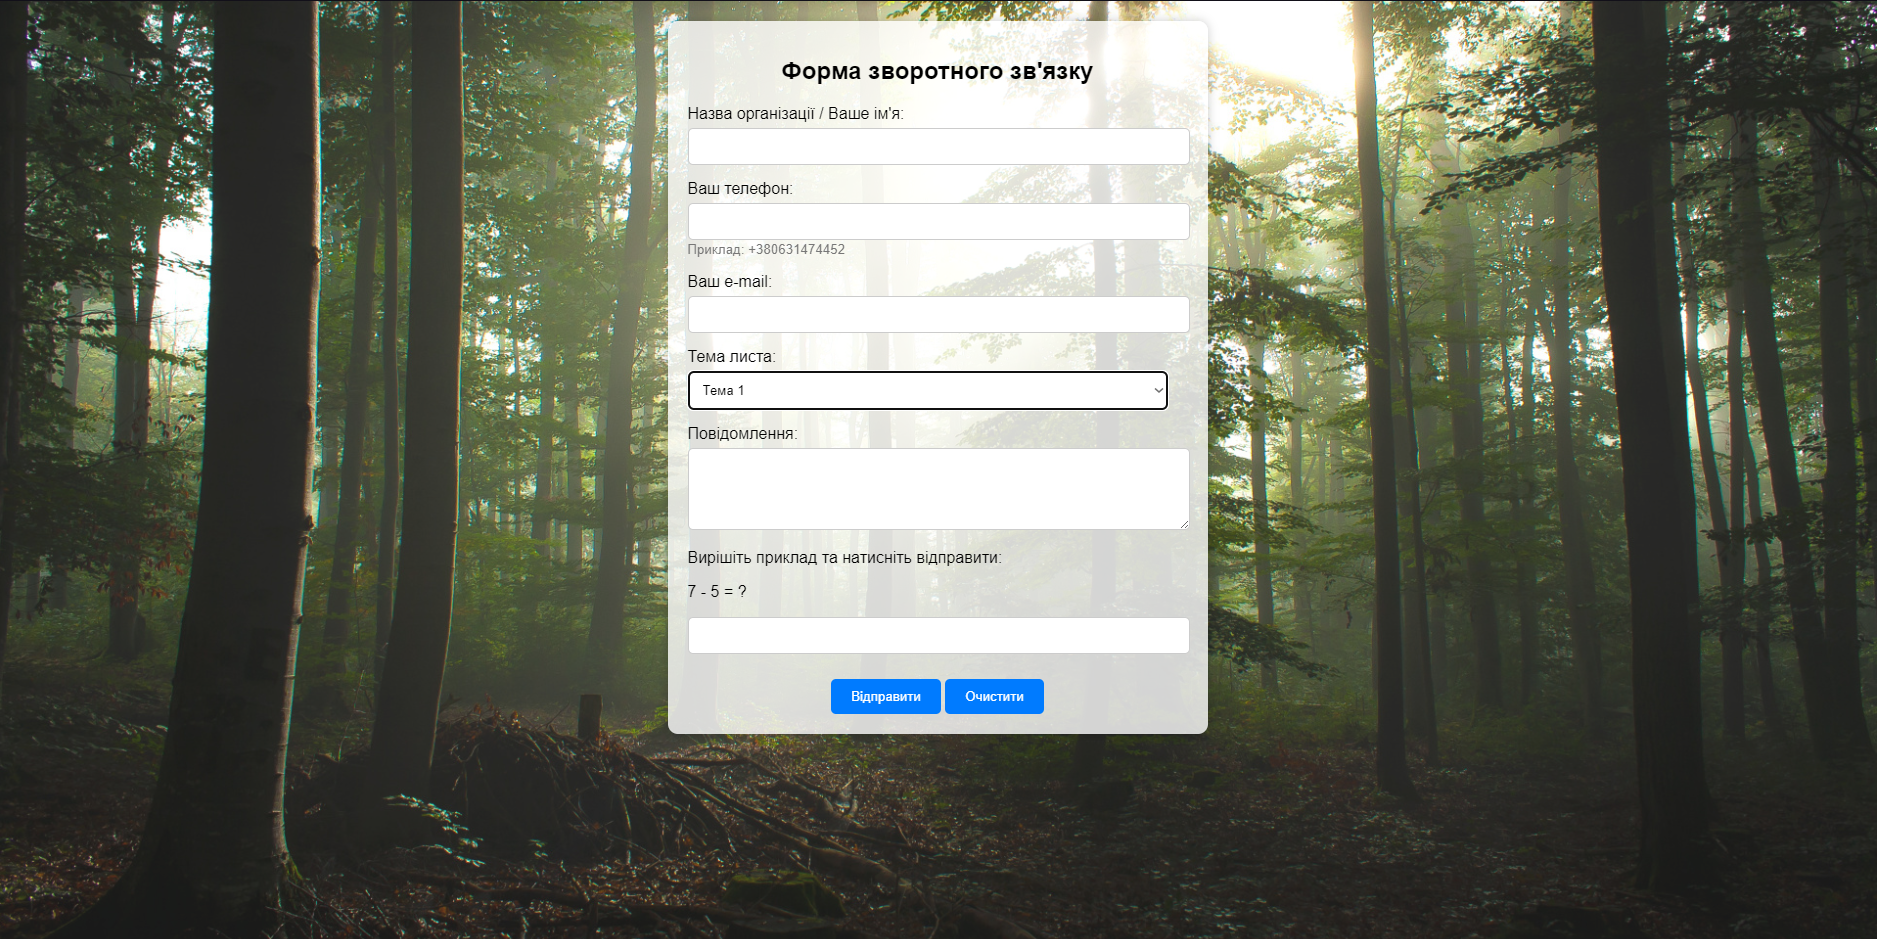 Форма зворотного зв'язку
Назва організації / Ваше ім'я:
Ваш телефон:
Приклад: +380631474452
Ваш e-mail:
Тема листа:
Тема 1
Повідомлення:
Вирішіть приклад та натисніть відправити:
7 - 5 = ?
Відправити Очистити